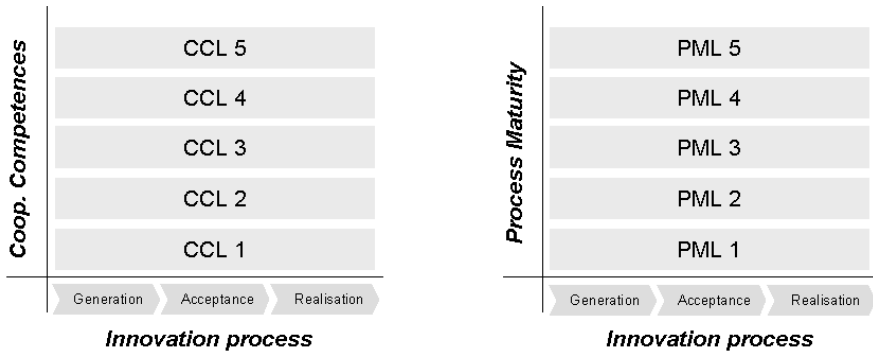 Coop. Competences
CCL 5
CCL 4
CCL 3
CCL 2
CCL 1
Generation
Acceptance
Realisation
Innovation process
Process Maturity
PML 5
PML 4
PML 3
PML 2
PML 1
Generation
Acceptance
Realisation
Innovation process